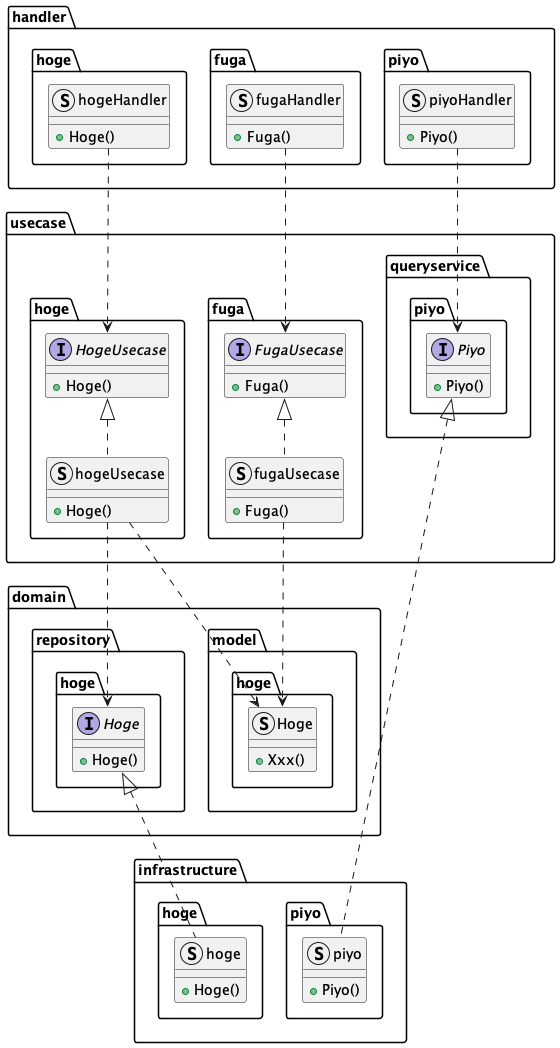 handler
hoge
fuga
piyo
S hogeHandler
Hoge()
S fugaHandler
Fuga()
S piyoHandler
Piyo()
usecase
queryservice
hoge
fuga
piyo
I HogeUsecase
Hoge()
I FugaUsecase
Fuga()
I Piyo
Piyo()
S hogeUsecase
Hoge()
S fugaUsecase
Fuga()
domain
repository
model
hoge
hoge
I Hoge
Hoge()
S Hoge
Xxx()
infrastructure
hoge
piyo
S hoge
Hoge()
S piyo
Piyo()